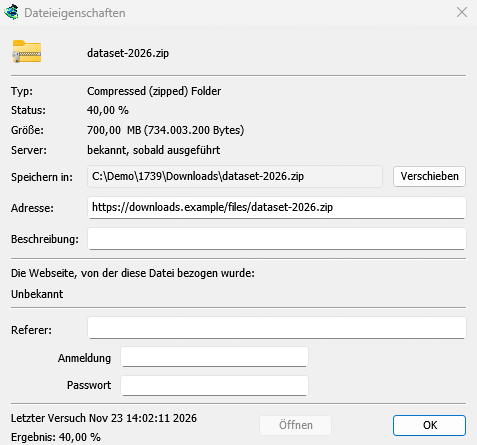 Dateieigenschaften
dataset-2026.zip
Typ: Compressed (zipped) Folder
Status: 40,00 %
Größe: 700,00 MB (734.003.200 Bytes)
Server: bekannt, sobald ausgeführt
Speichern in: C:\Demo\1739\Downloads\dataset-2026.zip Verschieben
Adresse: https://downloads.example/files/dataset-2026.zip
Beschreibung:
Die Webseite, von der diese Datei bezogen wurde:
Unbekannt
Referer:
Anmeldung
Passwort
Letzter Versuch Nov 23 14:02:11 2026
Öffnen OK
Ergebnis: 40,00 %